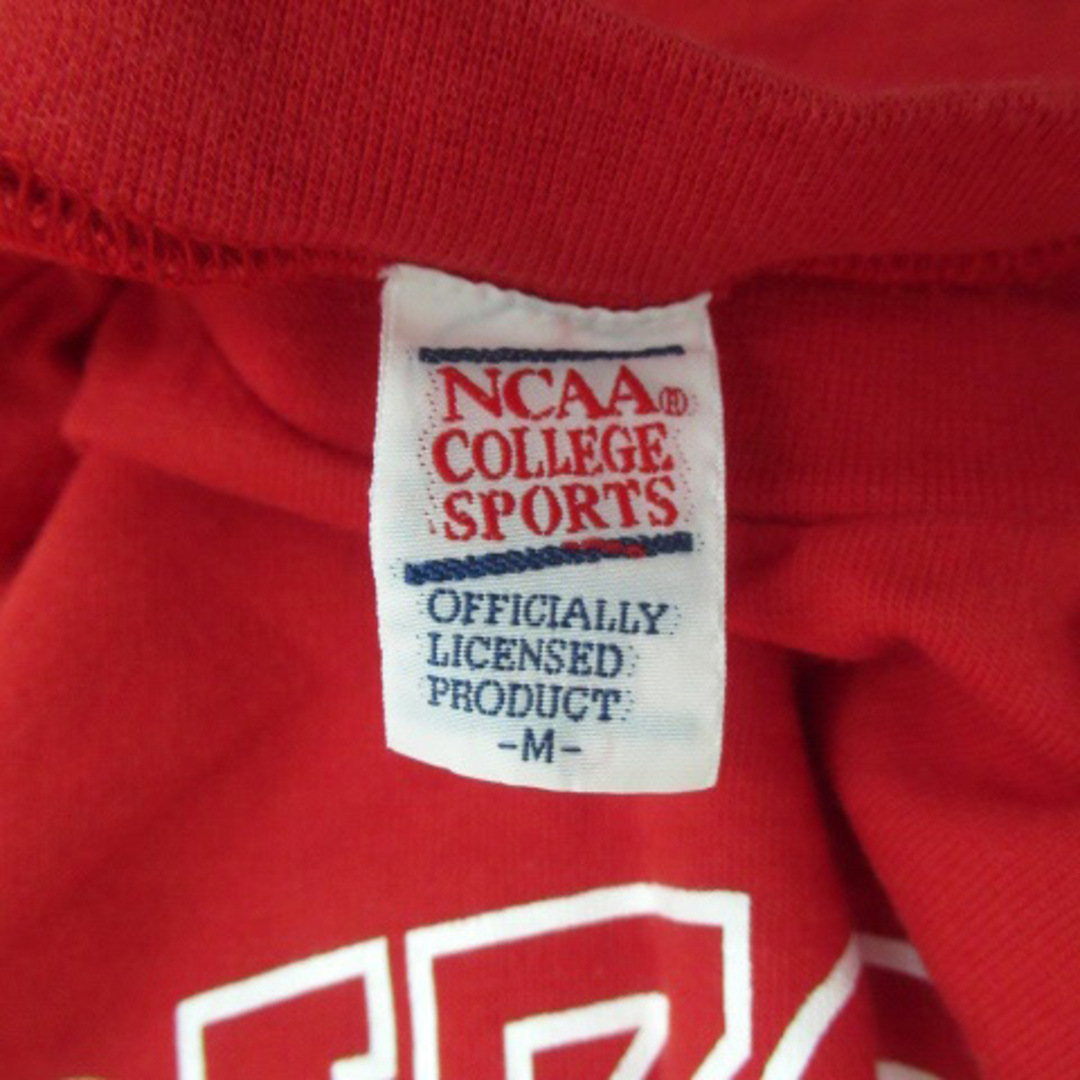 NCAA®
COLLEGE
SPORTS
OFFICIALLY
LICENSED
PRODUCT
-M-